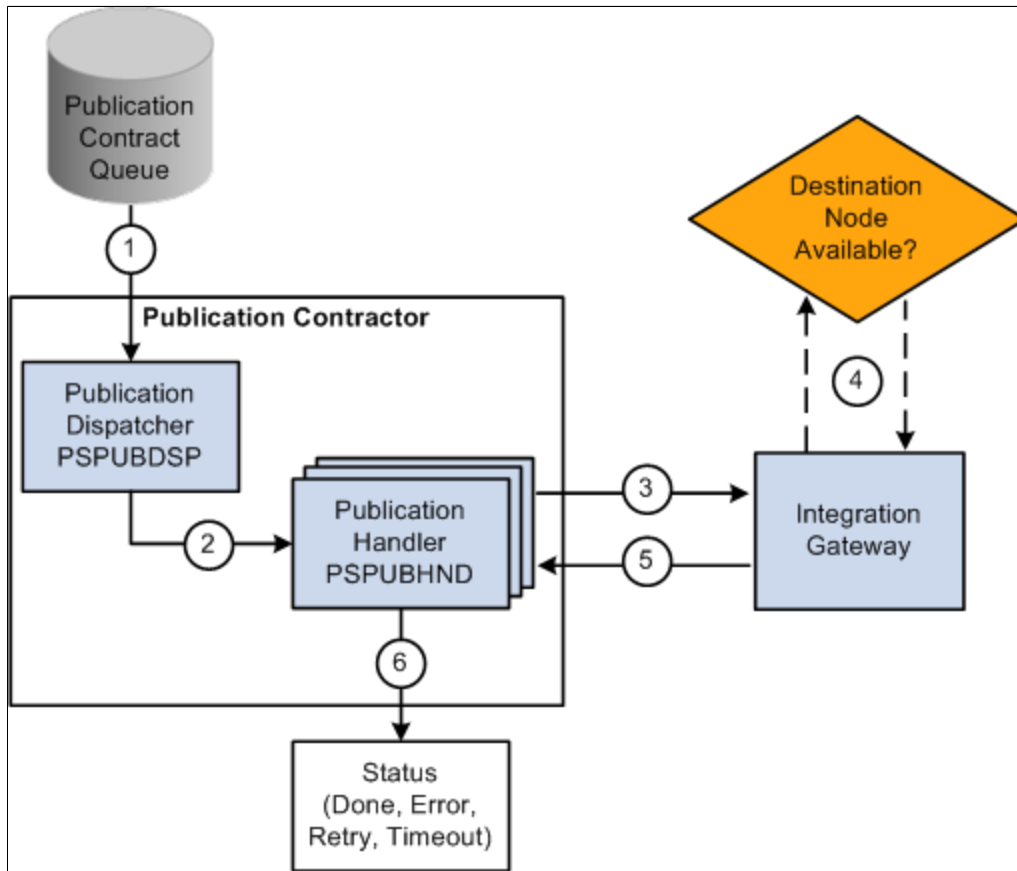 Publication
Contract
Queue
1
Destination
Node
Available?
Publication Contractor
Publication
Dispatcher
PSPUBDSP
4
2
Publication
Handler
PSPUBHND
3
5
Integration
Gateway
6
Status
(Done, Error,
Retry, Timeout)